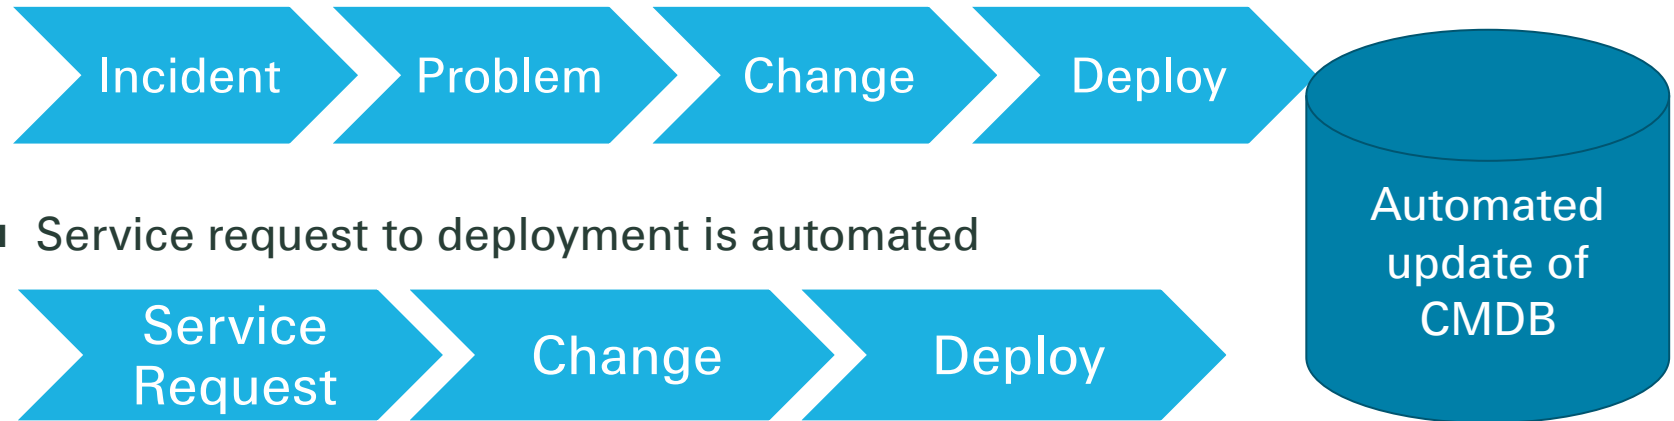 Incident
Problem
Change
Deploy
Automated
update of
CMDB
Service request to deployment is automated
Service
Request
Change
Deploy